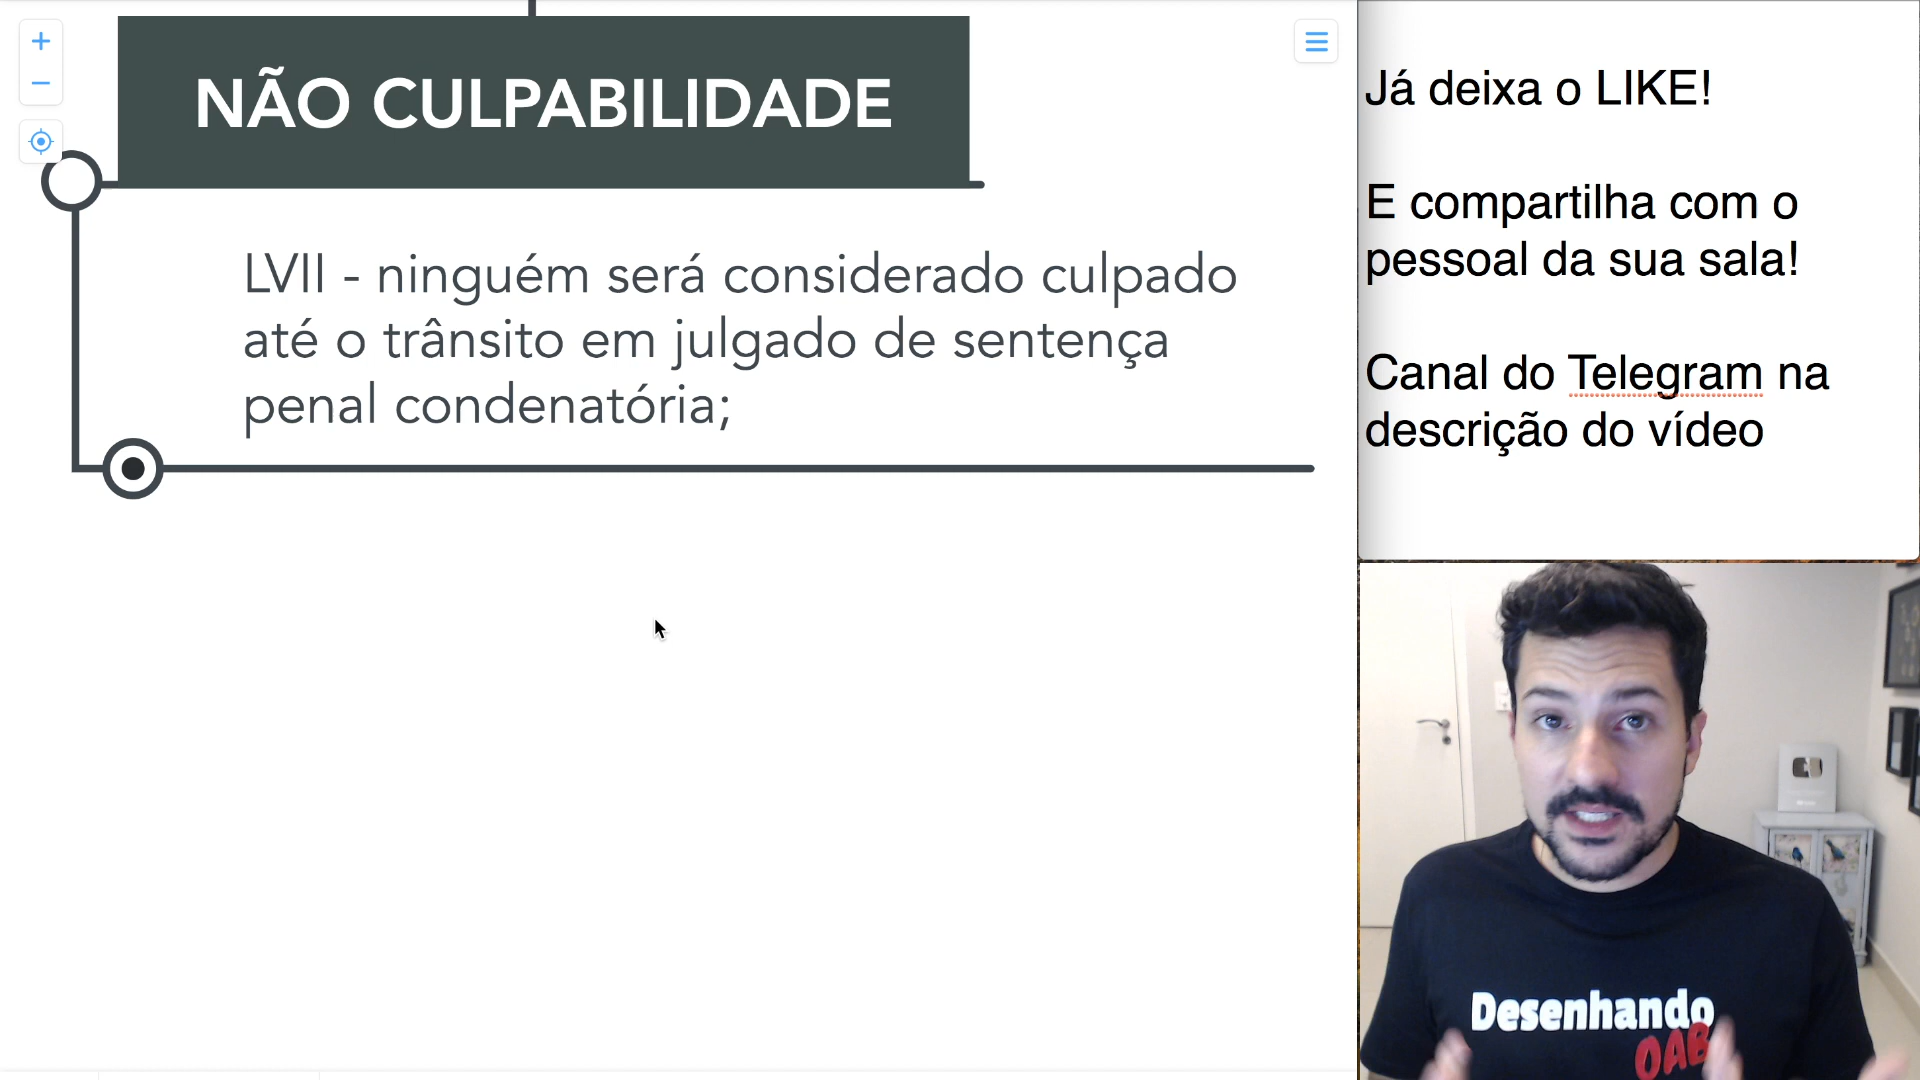 NÃO CULPABILIDADE
LVII - ninguém será considerado culpado
até o trânsito em julgado de sentença
penal condenatória;
Já deixa o LIKE!
E compartilha com o
pessoal da sua sala!
Canal do Telegram na
descrição do vídeo
Desenhando
OAB